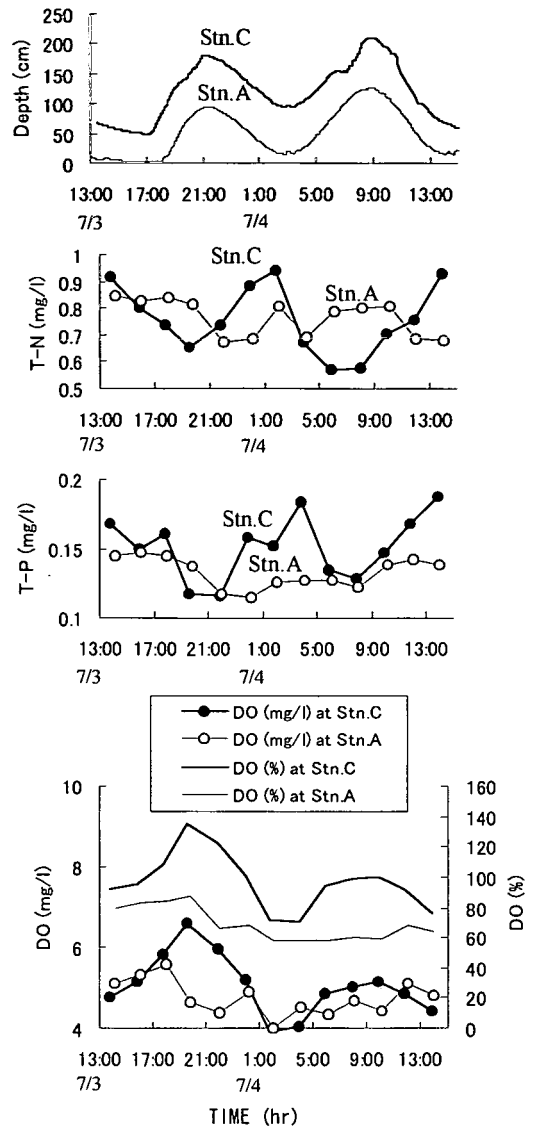 250
200
150
100
50
0
Depth (cm)
Stn.C
Stn.A
13:00 17:00 21:00 1:00 5:00 9:00 13:00
7/3 7/4
1
0.9
0.8
0.7
0.6
0.5
T-N (mg/l)
Stn.C
Stn.A
13:00 17:00 21:00 1:00 5:00 9:00 13:00
7/3 7/4
0.2
0.15
0.1
T-P (mg/l)
Stn.C
Stn.A
13:00 17:00 21:00 1:00 5:00 9:00 13:00
7/3 7/4
DO (mg/l) at Stn.C
DO (mg/l) at Stn.A
DO (%) at Stn.C
DO (%) at Stn.A
10
8
6
4
DO (mg/l)
160
140
120
100
80
60
40
20
0
DO (%)
13:00 17:00 21:00 1:00 5:00 9:00 13:00
7/3 7/4
TIME (hr)